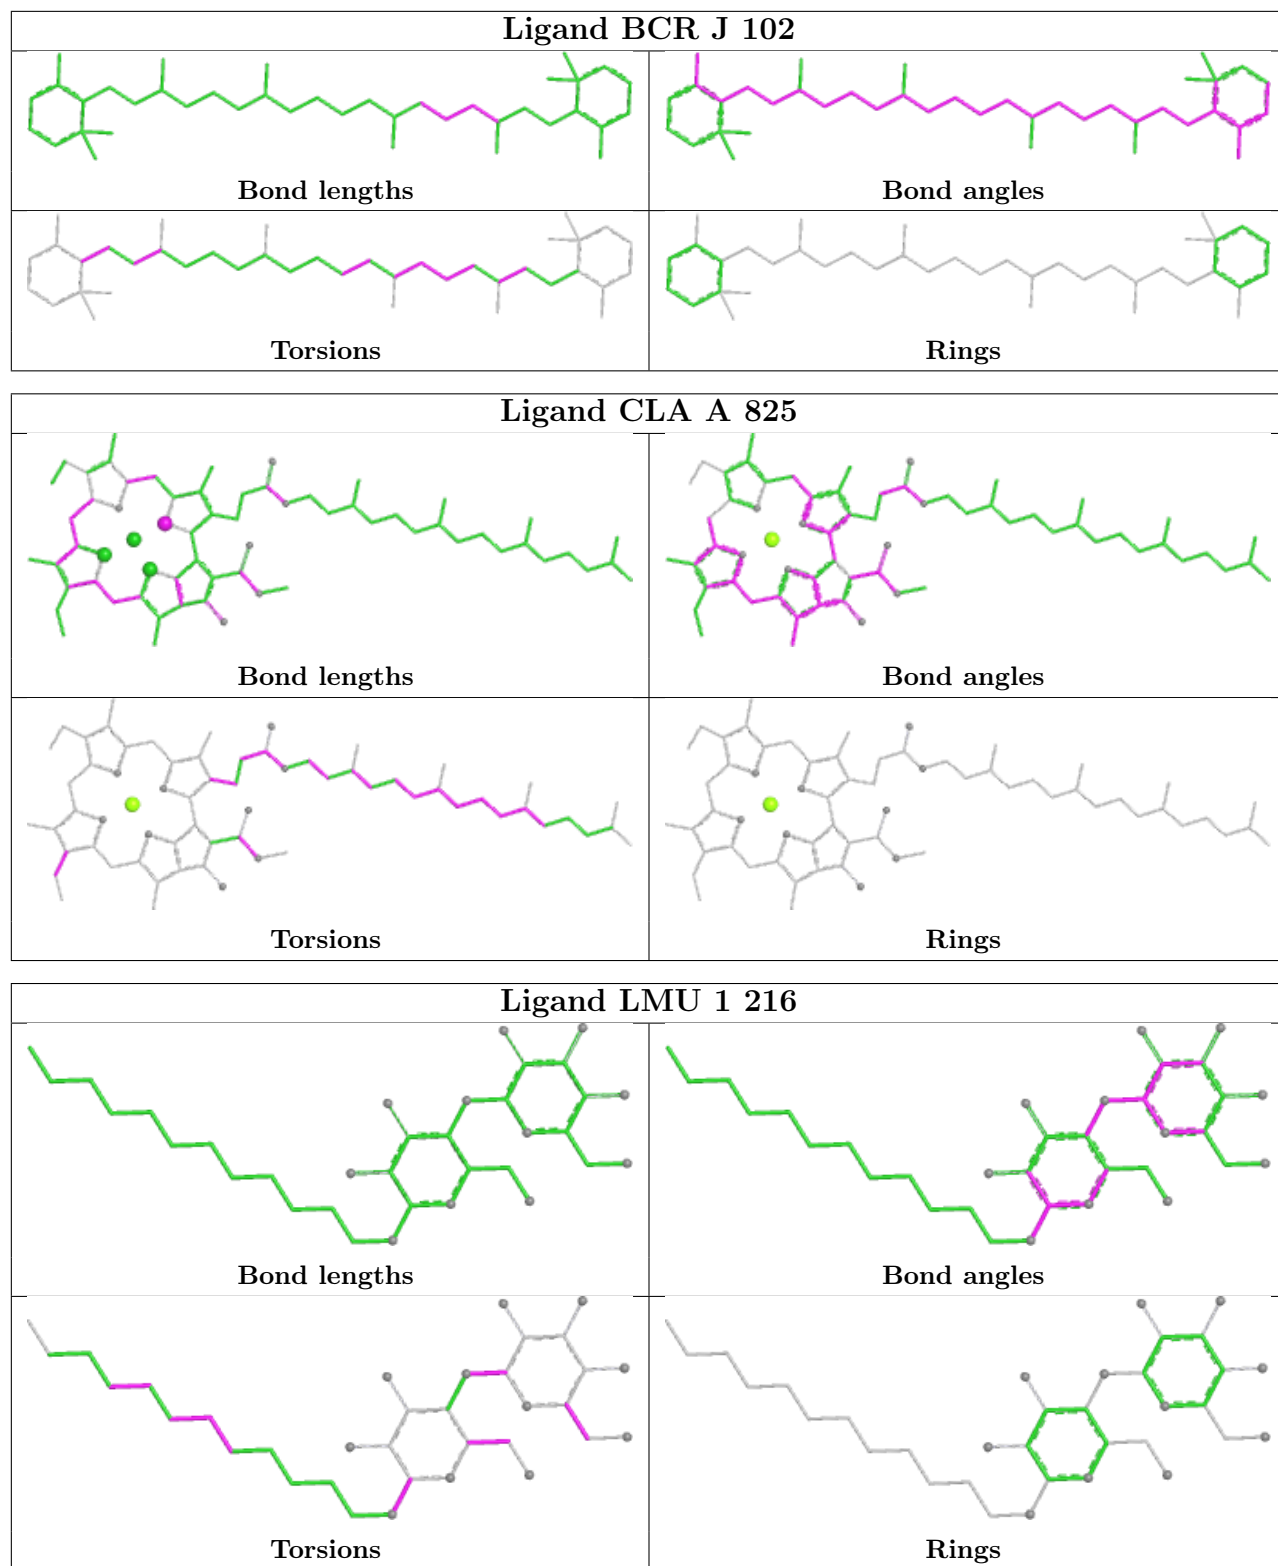 Ligand BCR J 102
Bond lengths
Bond angles
Torsions
Rings
Ligand CLA A 825
Bond lengths
Bond angles
Torsions
Rings
Ligand LMU 1 216
Bond lengths
Bond angles
Torsions
Rings